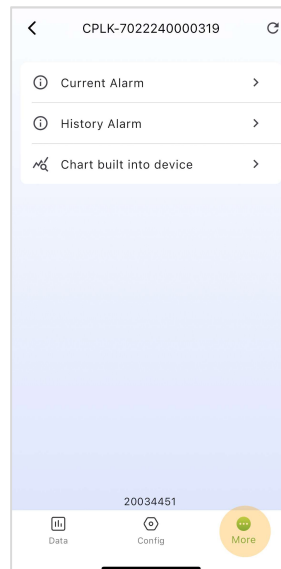 CPLK-7022240000319
Current Alarm
History Alarm
Chart built into device
20034451
Data Config More